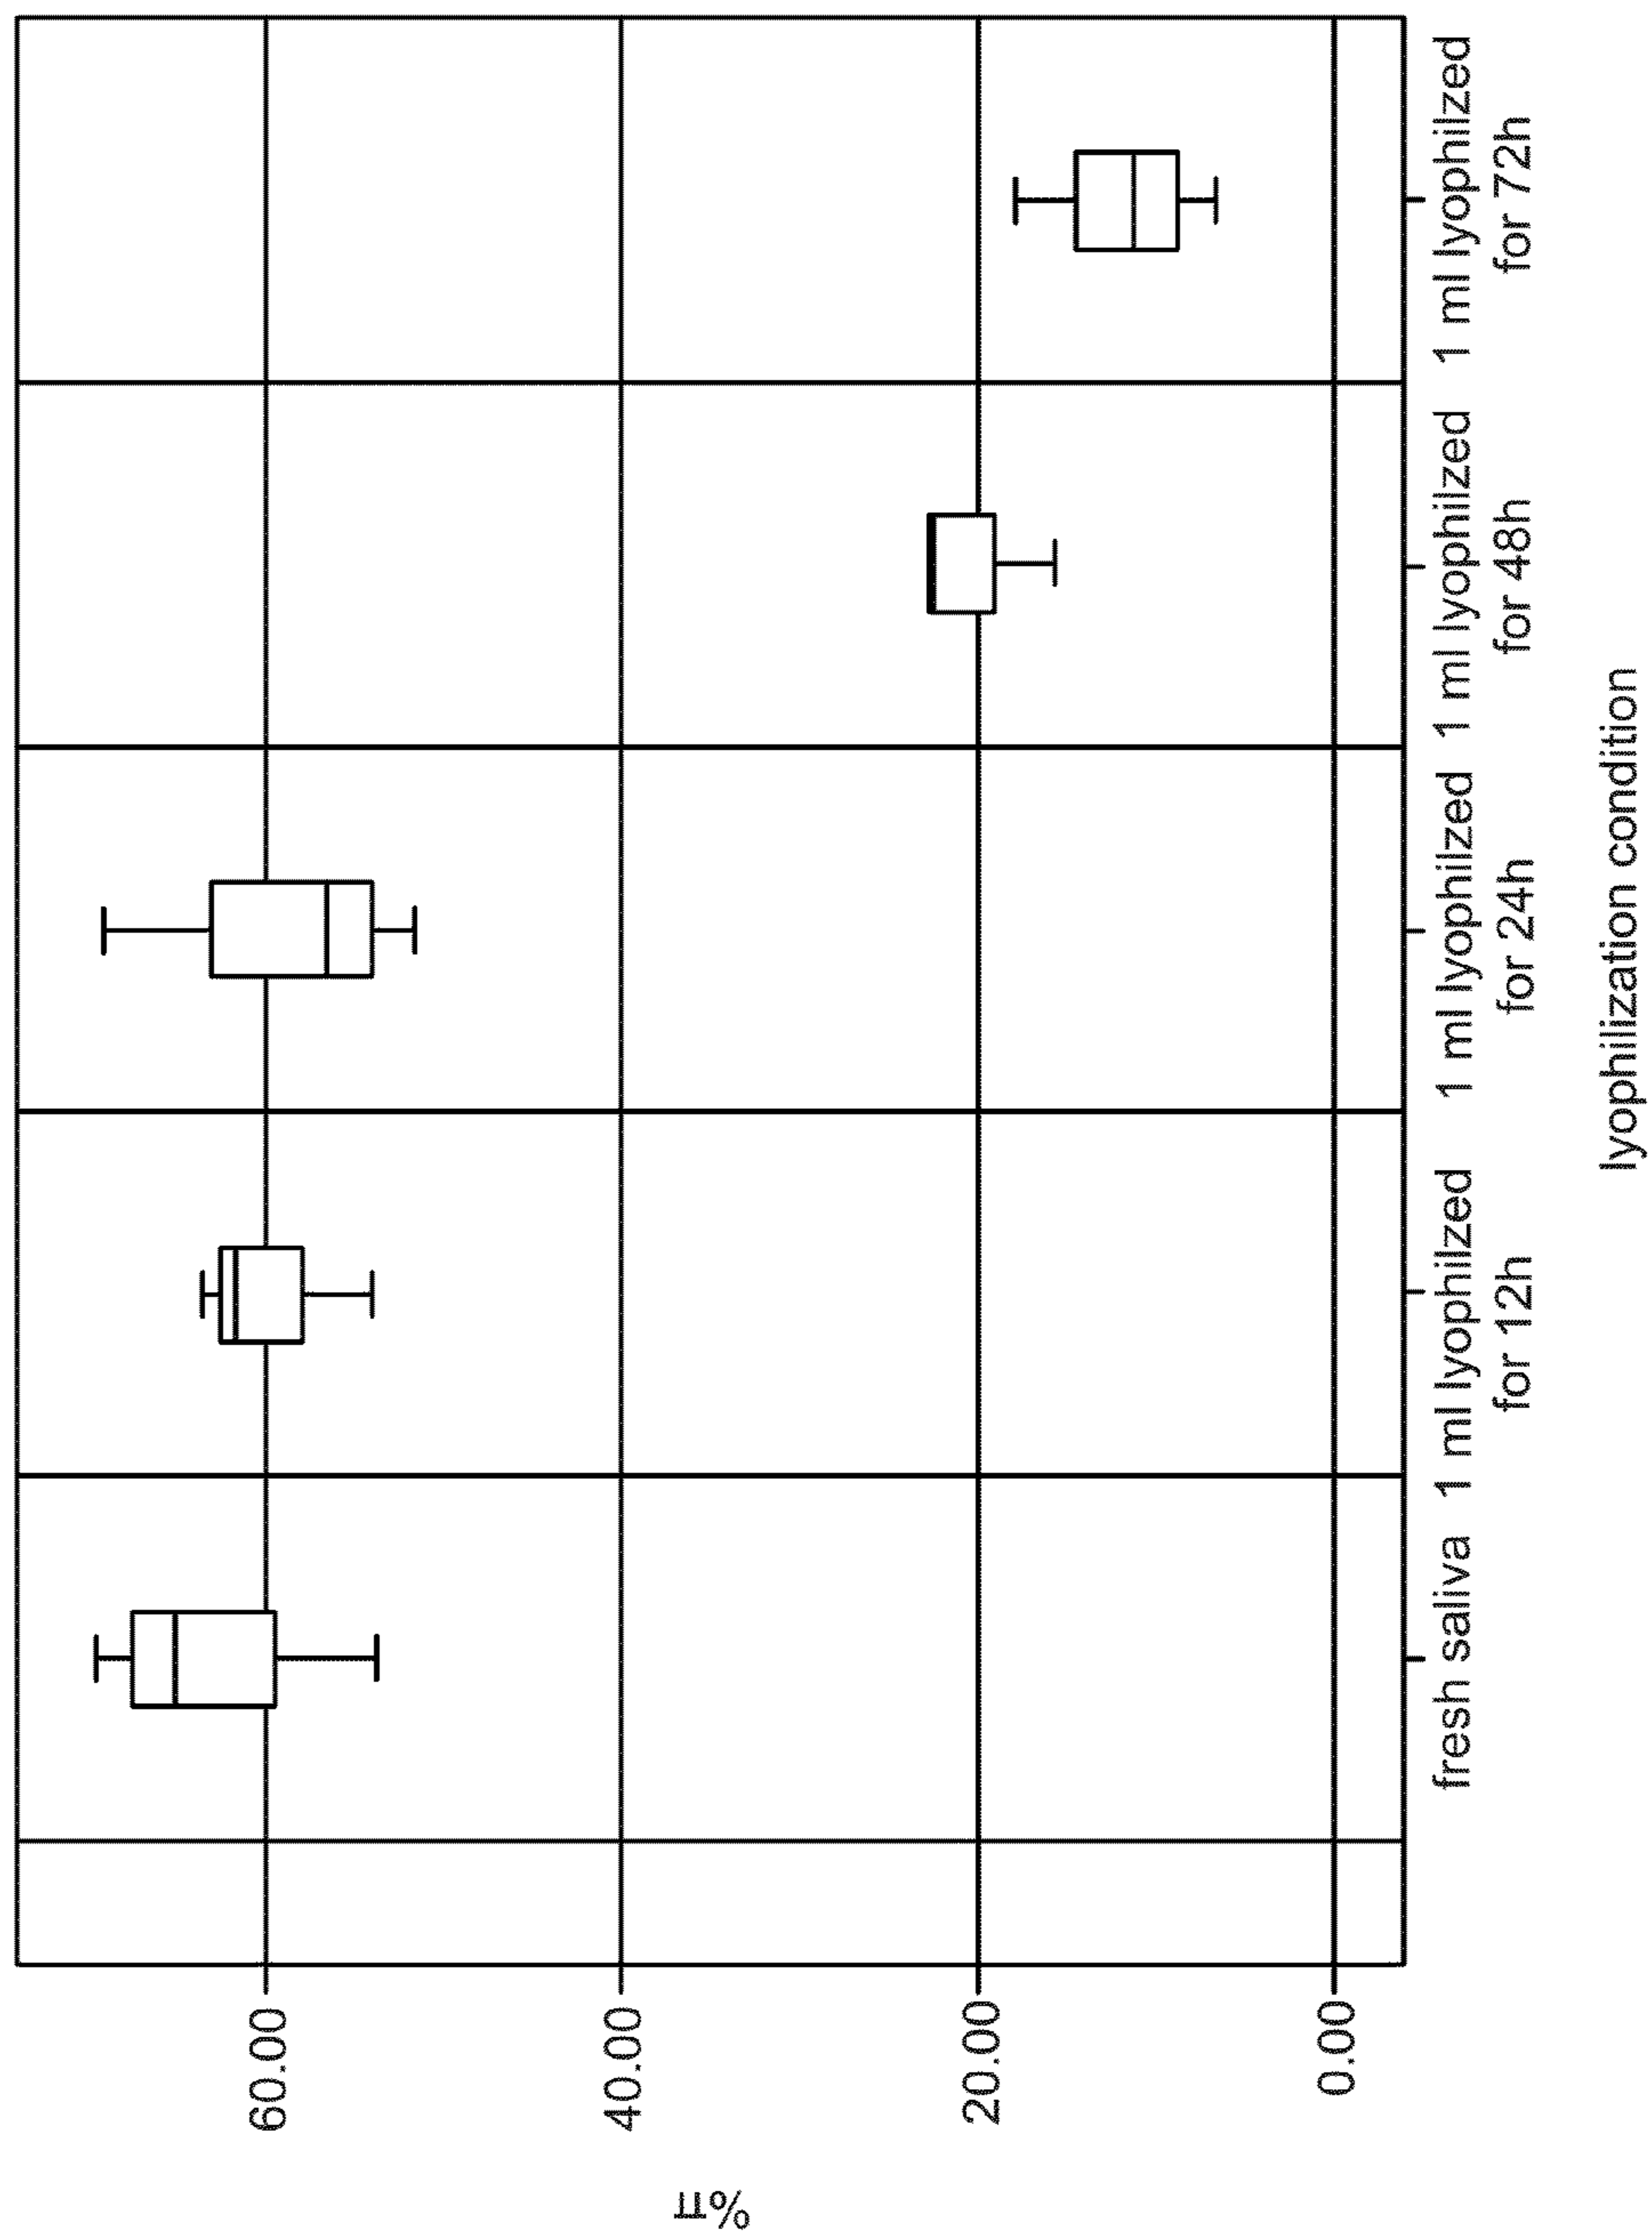 60.00
40.00
20.00
0.00
fresh saliva
1 ml lyophilized
for 12h
1 ml lyophilized
for 24h
1 ml lyophilized
for 48h
1 ml lyophilized
for 72h
lyophilization condition